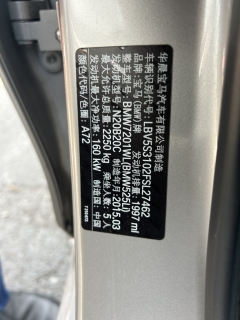 华晨宝马汽车有限公司制造
车辆识别代号: LBV5S3102FSL27462
品牌: 宝马 (BMW) 牌 发动机排量: 1997 ml
整车型号: BMW7201WL(BMW525Li)
发动机型号: N20B20C 制造年月: 2015.03
最大允许总质量: 2250 kg 乘坐人数: 5 人
发动机最大净功率: 160 kW 制造国: 中国
颜色代码/色圈: A72